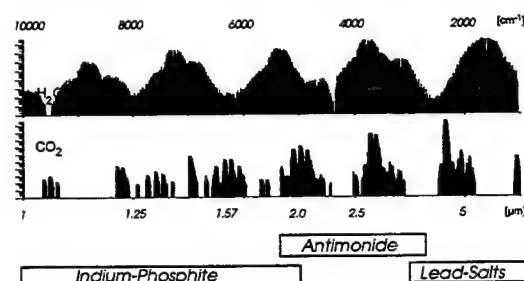 10000 8000 6000 4000 2000 [cm⁻¹]
H₂O
CO₂
1 1.25 1.57 2.0 2.5 5 [µm]
Antimonide
Indium-Phosphite Lead-Salts